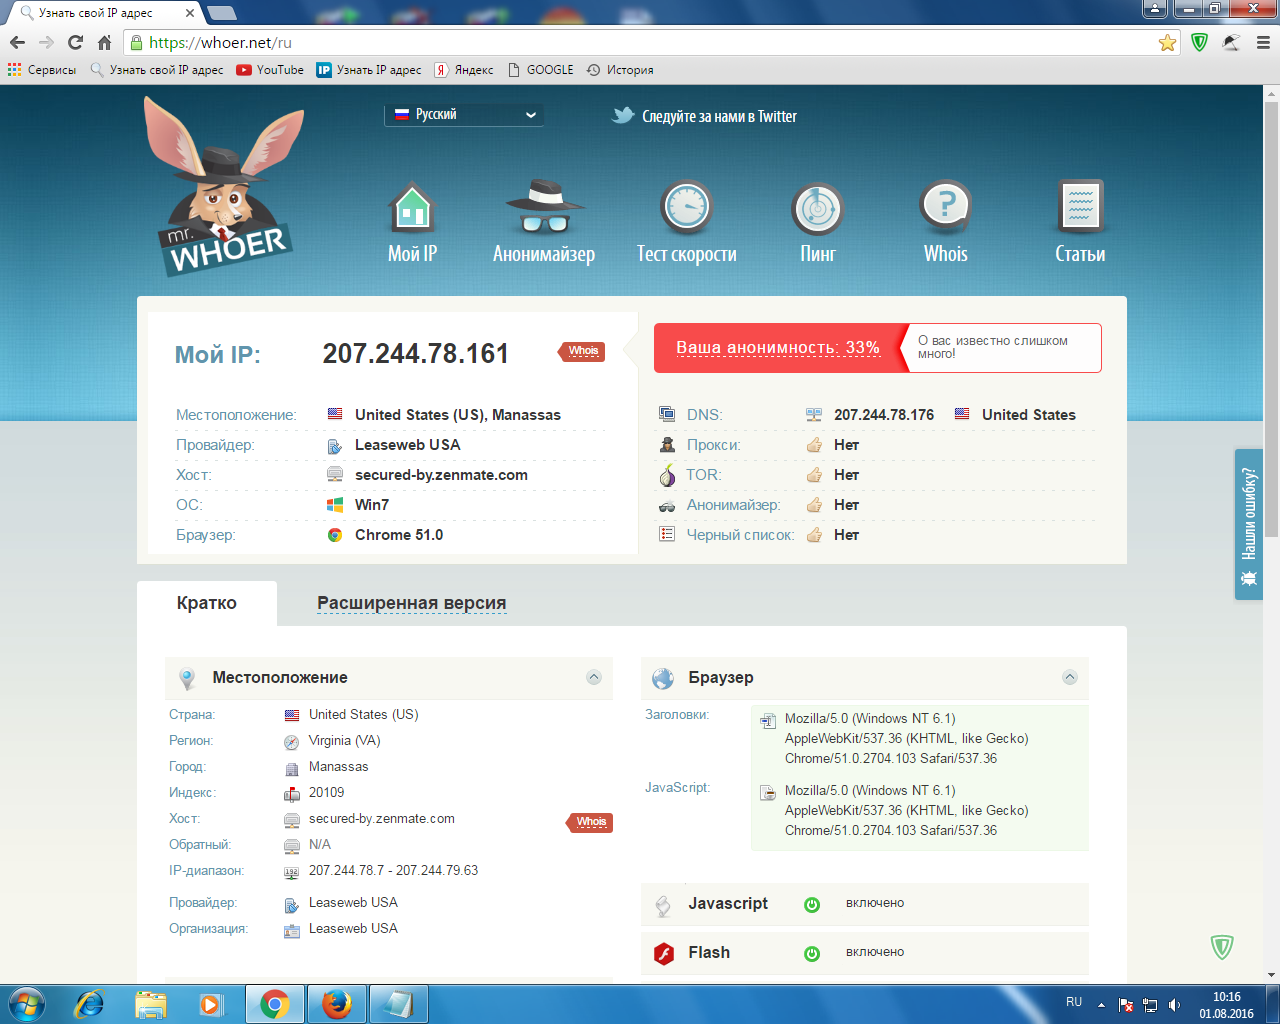 Узнать свой IP адрес
https://whoer.net/ru
Сервисы
Узнать свой IP адрес
YouTube
IP
Узнать IP адрес
Я
Яндекс
GOOGLE
История
Русский
Следуйте за нами в Twitter
mr.
WHOER
Мой IP
Анонимайзер
Тест скорости
Пинг
Whois
Статьи
Мой IP:
207.244.78.161
Whois
Местоположение:
United States (US), Manassas
Провайдер:
Leaseweb USA
Хост:
secured-by.zenmate.com
ОС:
Win7
Браузер:
Chrome 51.0
Ваша анонимность: 33%
О вас известно слишком
много!
DNS:
207.244.78.176
United States
Прокси:
Нет
TOR:
Нет
Анонимайзер:
Нет
Черный список:
Нет
Нашли ошибку?
Кратко
Расширенная версия
Местоположение
Страна:
United States (US)
Регион:
Virginia (VA)
Город:
Manassas
Индекс:
20109
Хост:
secured-by.zenmate.com
Whois
Обратный:
N/A
IP-диапазон:
207.244.78.7 - 207.244.79.63
Провайдер:
Leaseweb USA
Организация:
Leaseweb USA
Браузер
Заголовки:
Mozilla/5.0 (Windows NT 6.1)
AppleWebKit/537.36 (KHTML, like Gecko)
Chrome/51.0.2704.103 Safari/537.36
JavaScript:
Mozilla/5.0 (Windows NT 6.1)
AppleWebKit/537.36 (KHTML, like Gecko)
Chrome/51.0.2704.103 Safari/537.36
Javascript
включено
Flash
включено
RU
10:16
01.08.2016